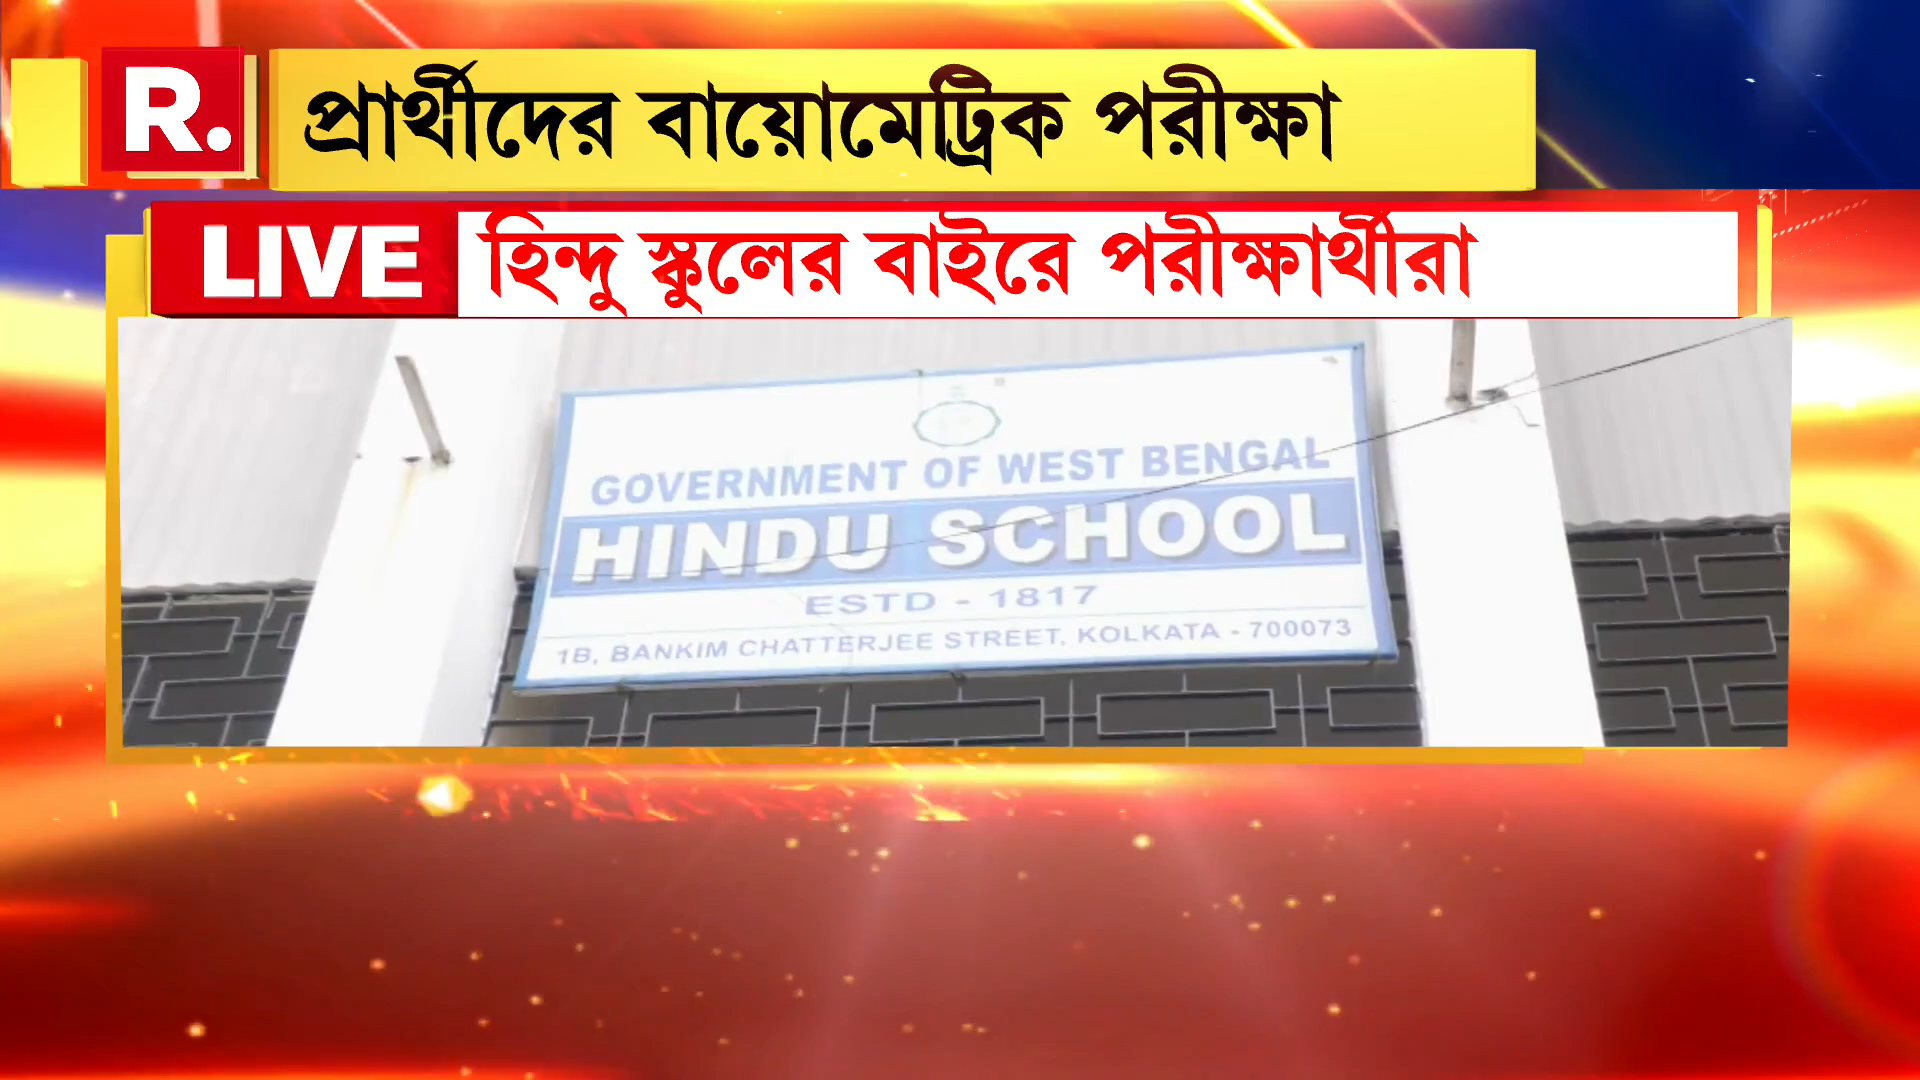 R. প্রার্থীদের বায়োমেট্রিক পরীক্ষা
LIVE হিন্দু স্কুলের বাইরে পরীক্ষার্থীরা
GOVERNMENT OF WEST BENGAL
HINDU SCHOOL
ESTD - 1817
1B, BANKIM CHATTERJEE STREET, KOLKATA - 700073